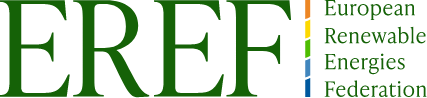 EREF
European
Renewable
Energies
Federation